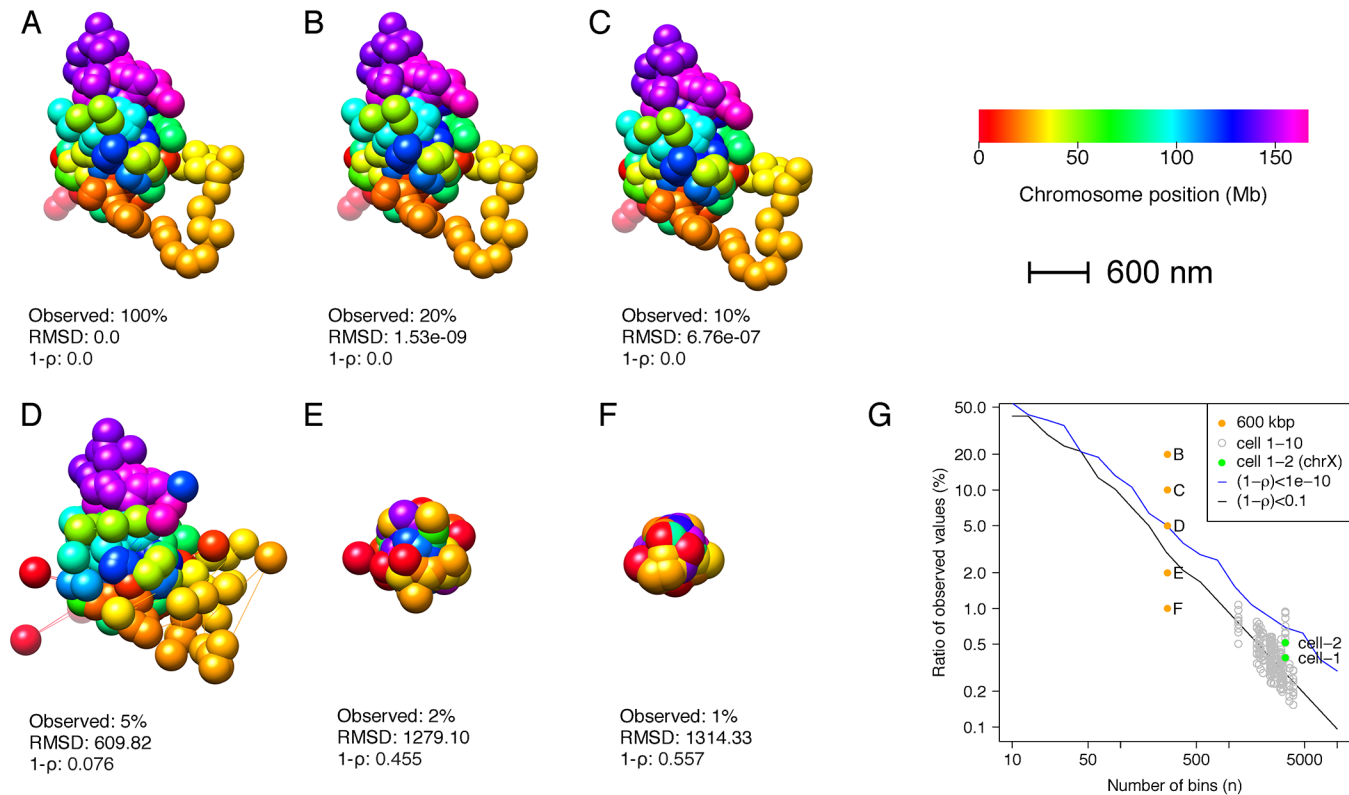 A
B
C
0
50
100
150
Chromosome position (Mb)
600 nm
Observed: 100%
RMSD: 0.0
1-ρ: 0.0
Observed: 20%
RMSD: 1.53e-09
1-ρ: 0.0
Observed: 10%
RMSD: 6.76e-07
1-ρ: 0.0
D
E
F
G
Observed: 5%
RMSD: 609.82
1-ρ: 0.076
Observed: 2%
RMSD: 1279.10
1-ρ: 0.455
Observed: 1%
RMSD: 1314.33
1-ρ: 0.557
Ratio of observed values (%)
50.0
20.0
10.0
5.0
2.0
1.0
0.5
0.2
0.1
600 kbp
cell 1−10
cell 1−2 (chrX)
(1−ρ)<1e−10
(1−ρ)<0.1
B
C
D
E
F
cell−2
cell−1
10
50
500
5000
Number of bins (n)